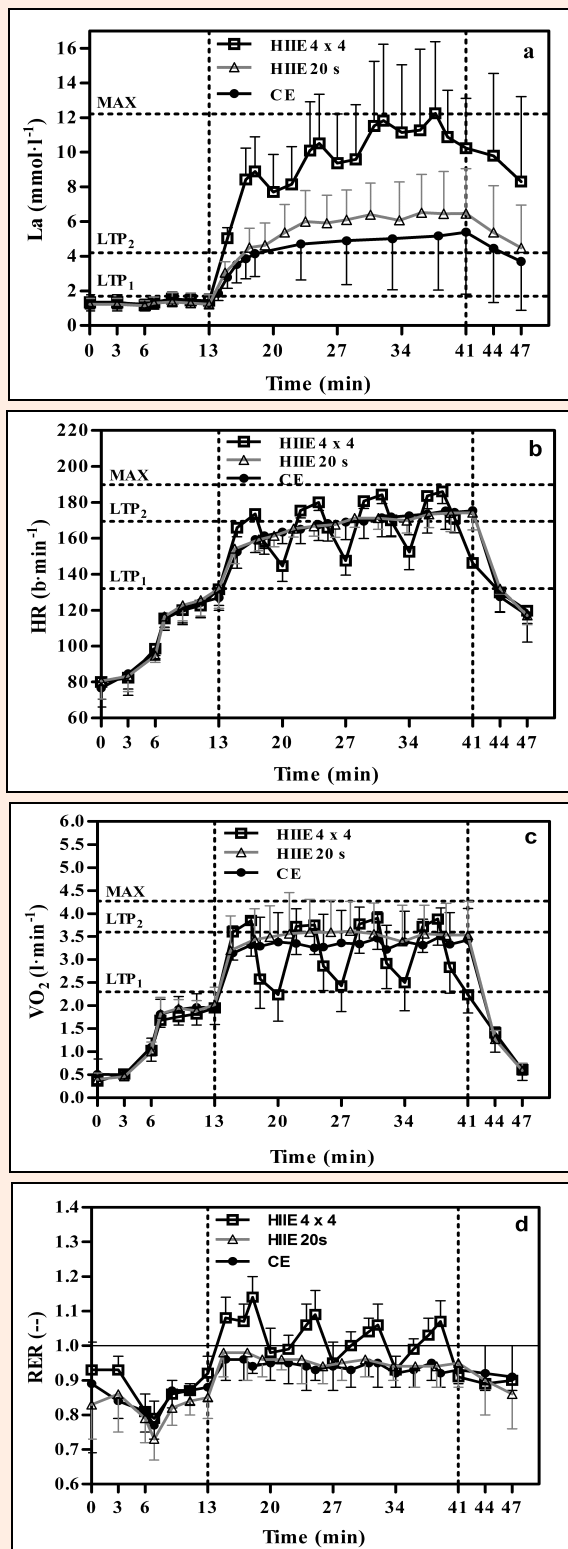 a
HIIE 4 x 4
HIIE 20 s
CE
MAX
LTP2
LTP1
La (mmol·l-1)
16
14
12
10
8
6
4
2
0
0 3 6 13 20 27 34 41 44 47
Time (min)
b
HIIE 4 x 4
HIIE 20 s
CE
MAX
LTP2
LTP1
HR (b·min-1)
220
200
180
160
140
120
100
80
60
0 3 6 13 20 27 34 41 44 47
Time (min)
c
HIIE 4 x 4
HIIE 20 s
CE
MAX
LTP2
LTP1
VO2 (l·min-1)
6.0
5.5
5.0
4.5
4.0
3.5
3.0
2.5
2.0
1.5
1.0
0.5
0.0
0 3 6 13 20 27 34 41 44 47
Time (min)
d
HIIE 4 x 4
HIIE 20s
CE
RER (--)
1.4
1.3
1.2
1.1
1.0
0.9
0.8
0.7
0.6
0 3 6 13 20 27 34 41 44 47
Time (min)